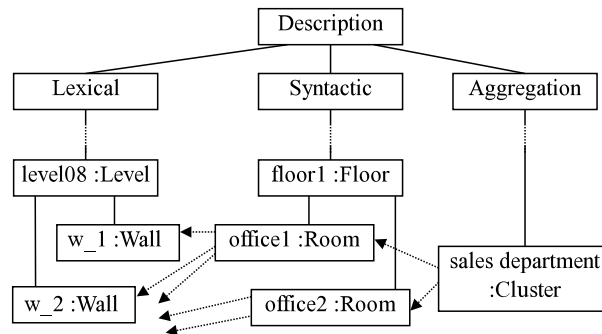 Description
Lexical
Syntactic
Aggregation
level08 :Level
floor1 :Floor
w_1 :Wall
office1 :Room
sales department
:Cluster
w_2 :Wall
office2 :Room